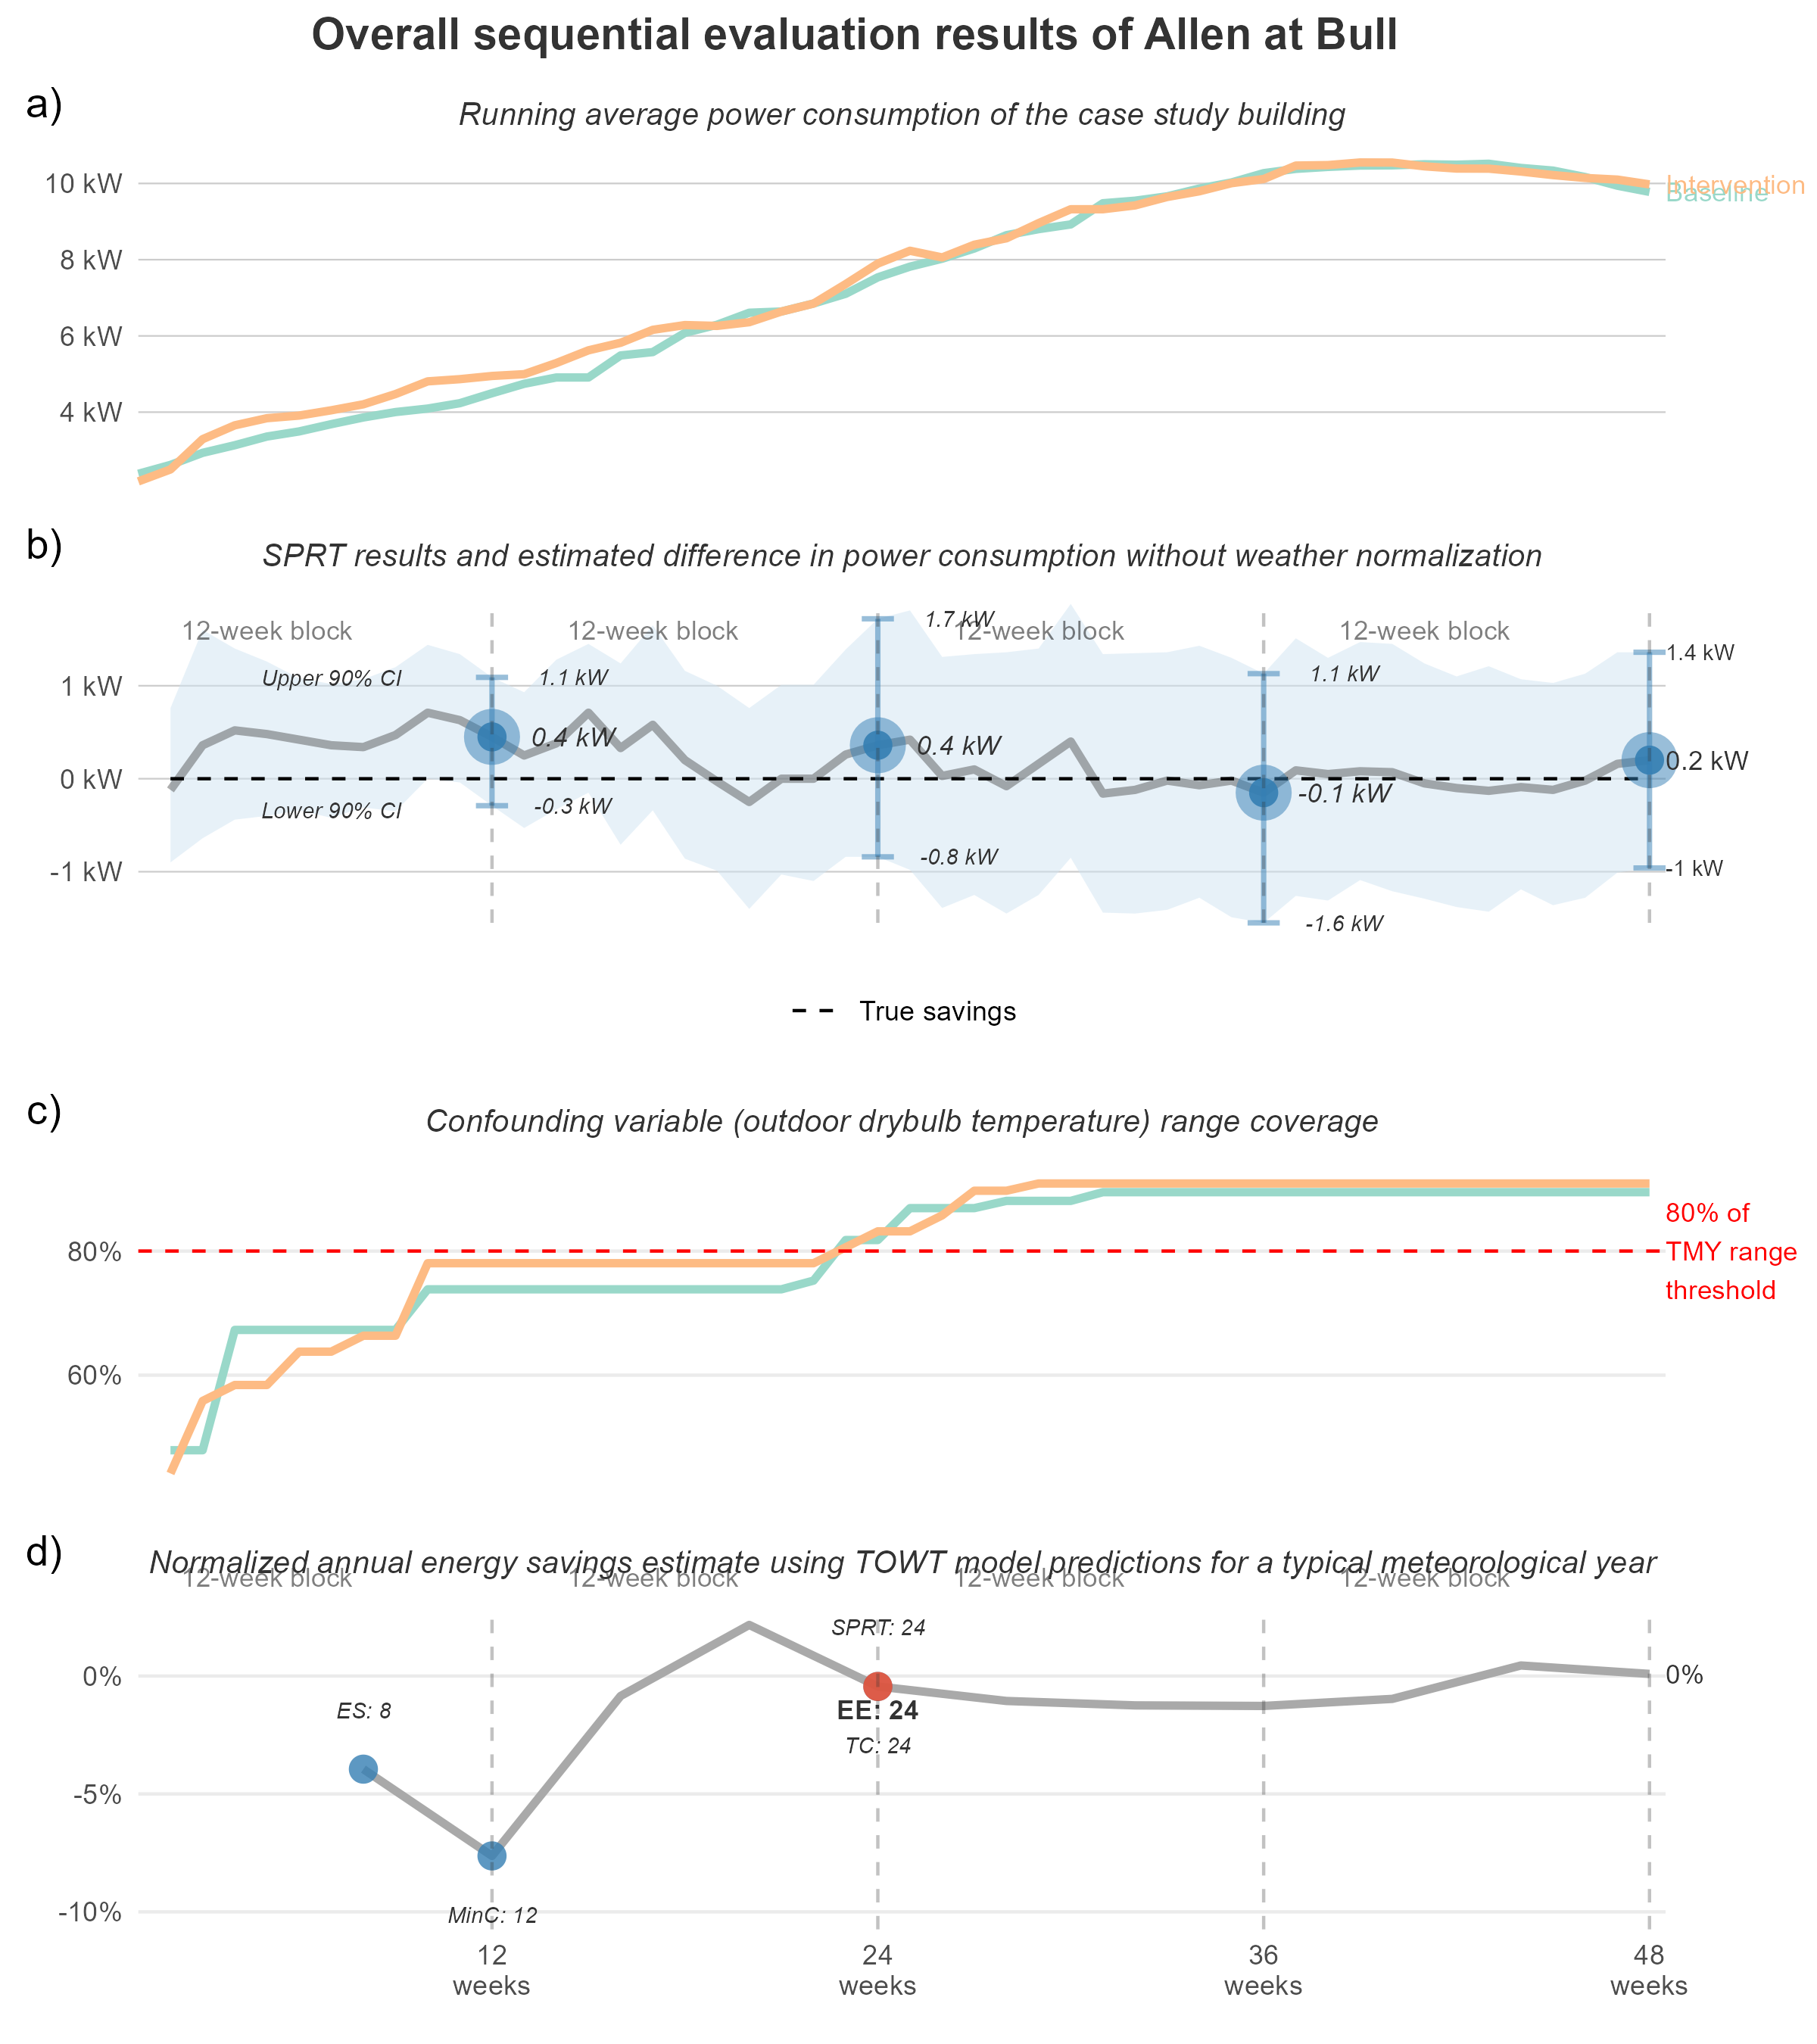 Overall sequential evaluation results of Allen at Bull
a)
Running average power consumption of the case study building
10 kW
8 kW
6 kW
4 kW
Intervention
Baseline
b)
SPRT results and estimated difference in power consumption without weather normalization
12-week block
12-week block
12-week block
12-week block
1 kW
0 kW
-1 kW
Upper 90% CI
Lower 90% CI
1.1 kW
0.4 kW
-0.3 kW
1.7 kW
0.4 kW
-0.8 kW
1.1 kW
-0.1 kW
-1.6 kW
1.4 kW
0.2 kW
-1 kW
True savings
c)
Confounding variable (outdoor drybulb temperature) range coverage
80%
60%
80% of
TMY range
threshold
d)
Normalized annual energy savings estimate using TOWT model predictions for a typical meteorological year
12-week block
12-week block
12-week block
12-week block
0%
-5%
-10%
ES: 8
MinC: 12
SPRT: 24
EE: 24
TC: 24
0%
12
weeks
24
weeks
36
weeks
48
weeks